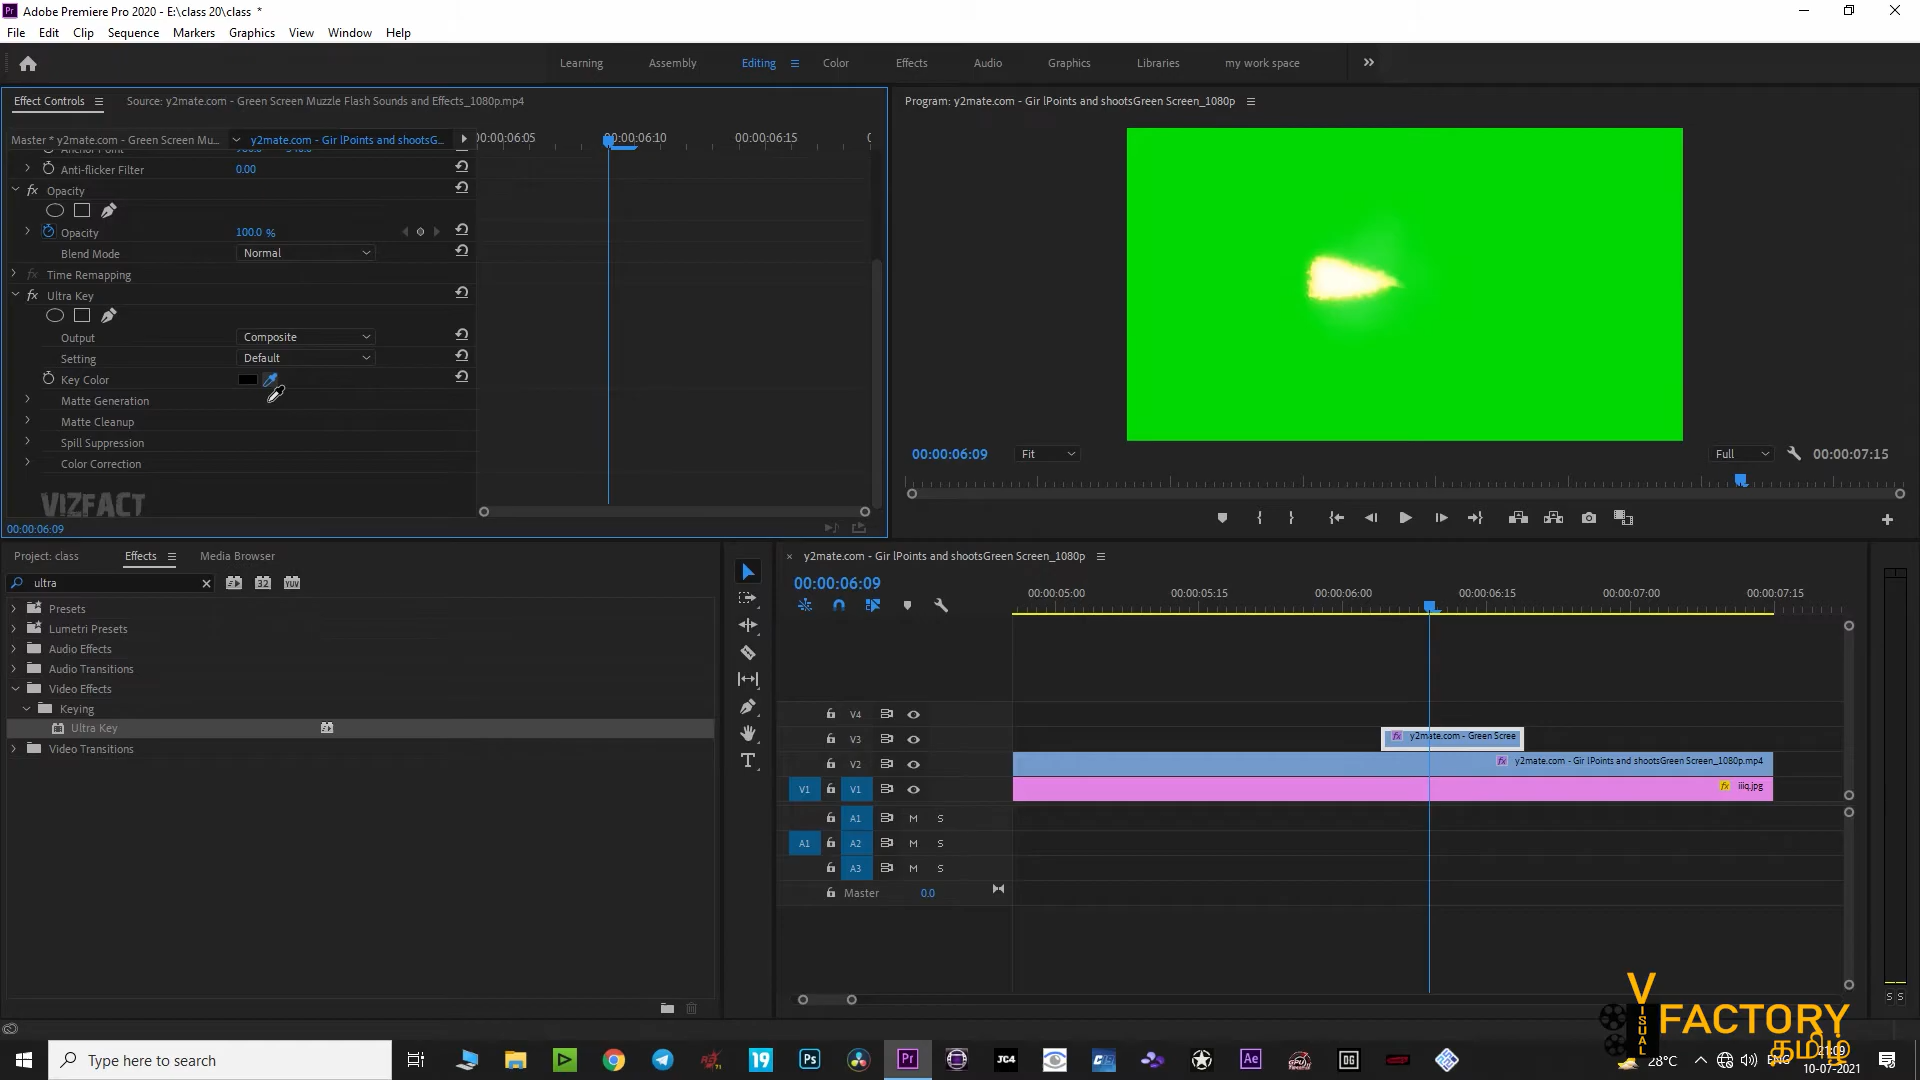 Adobe Premiere Pro 2020 - E:\class 20\class *
File Edit Clip Sequence Markers Graphics View Window Help
Learning Assembly Editing Color Effects Audio Graphics Libraries my work space
Effect Controls Source: y2mate.com - Green Screen Muzzle Flash Sounds and Effects_1080p.mp4
Master * y2mate.com - Green Screen Mu... y2mate.com - Gir lPoints and shootsG...
00:00:06:05 00:00:06:10 00:00:06:15
Anti-flicker Filter 0.00
Opacity
Opacity 100.0 %
Blend Mode Normal
Time Remapping
Ultra Key
Output Composite
Setting Default
Key Color
Matte Generation
Matte Cleanup
Spill Suppression
Color Correction
VIZFACT
00:00:06:09
Program: y2mate.com - Gir lPoints and shootsGreen Screen_1080p
00:00:06:09 Fit Full 00:00:07:15
Project: class Effects Media Browser
ultra
32 YUV
Presets
Lumetri Presets
Audio Effects
Audio Transitions
Video Effects
Keying
Ultra Key
Video Transitions
× y2mate.com - Gir lPoints and shootsGreen Screen_1080p
00:00:06:09
00:00:05:00 00:00:05:15 00:00:06:00 00:00:06:15 00:00:07:00 00:00:07:15
V4
V3 fx y2mate.com - Green Scree
V2 fx y2mate.com - Gir lPoints and shootsGreen Screen_1080p.mp4
V1 V1 fx iiiq.jpg
A1 M S
A1 A2 M S
A3 M S
Master 0.0
S S
VISUAL
FACTORY
தமிழ்
Type here to search
19 Ps Pr JC4 Ae OG
28°C ENG 21:09
10-07-2021